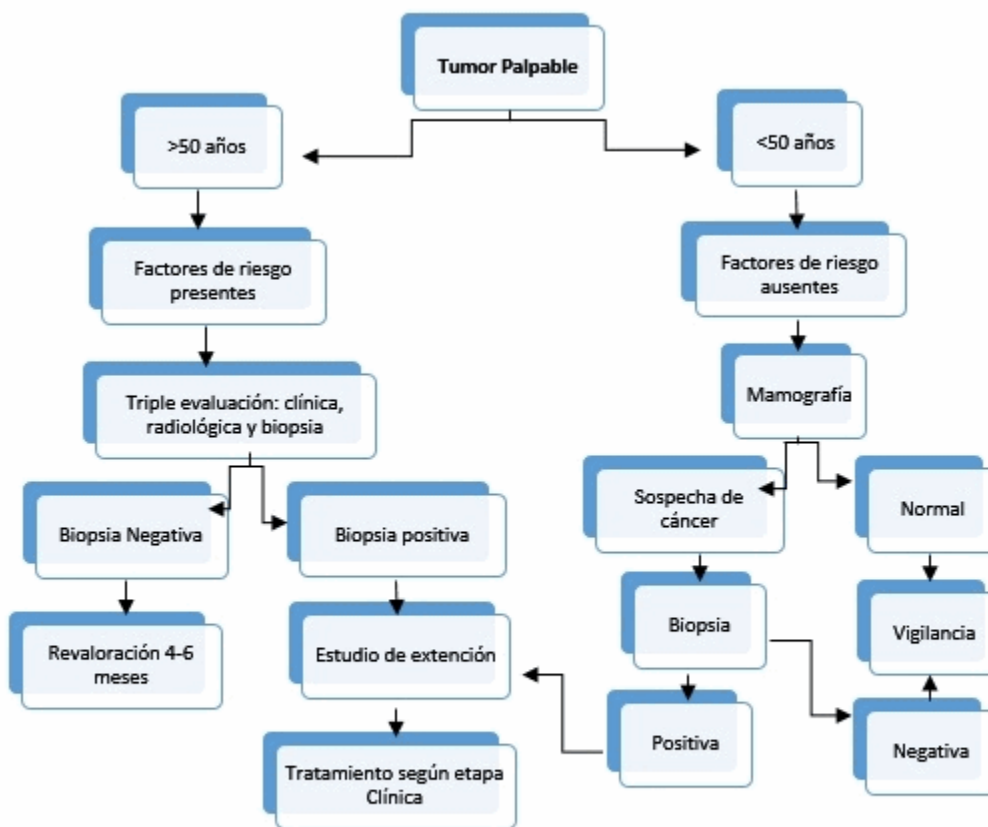 Tumor Palpable
>50 años
<50 años
Factores de riesgo
presentes
Factores de riesgo
ausentes
Triple evaluación: clínica,
radiológica y biopsia
Mamografía
Biopsia Negativa
Biopsia positiva
Sospecha de
cáncer
Normal
Revaloración 4-6
meses
Estudio de extención
Biopsia
Vigilancia
Tratamiento según etapa
Clínica
Positiva
Negativa